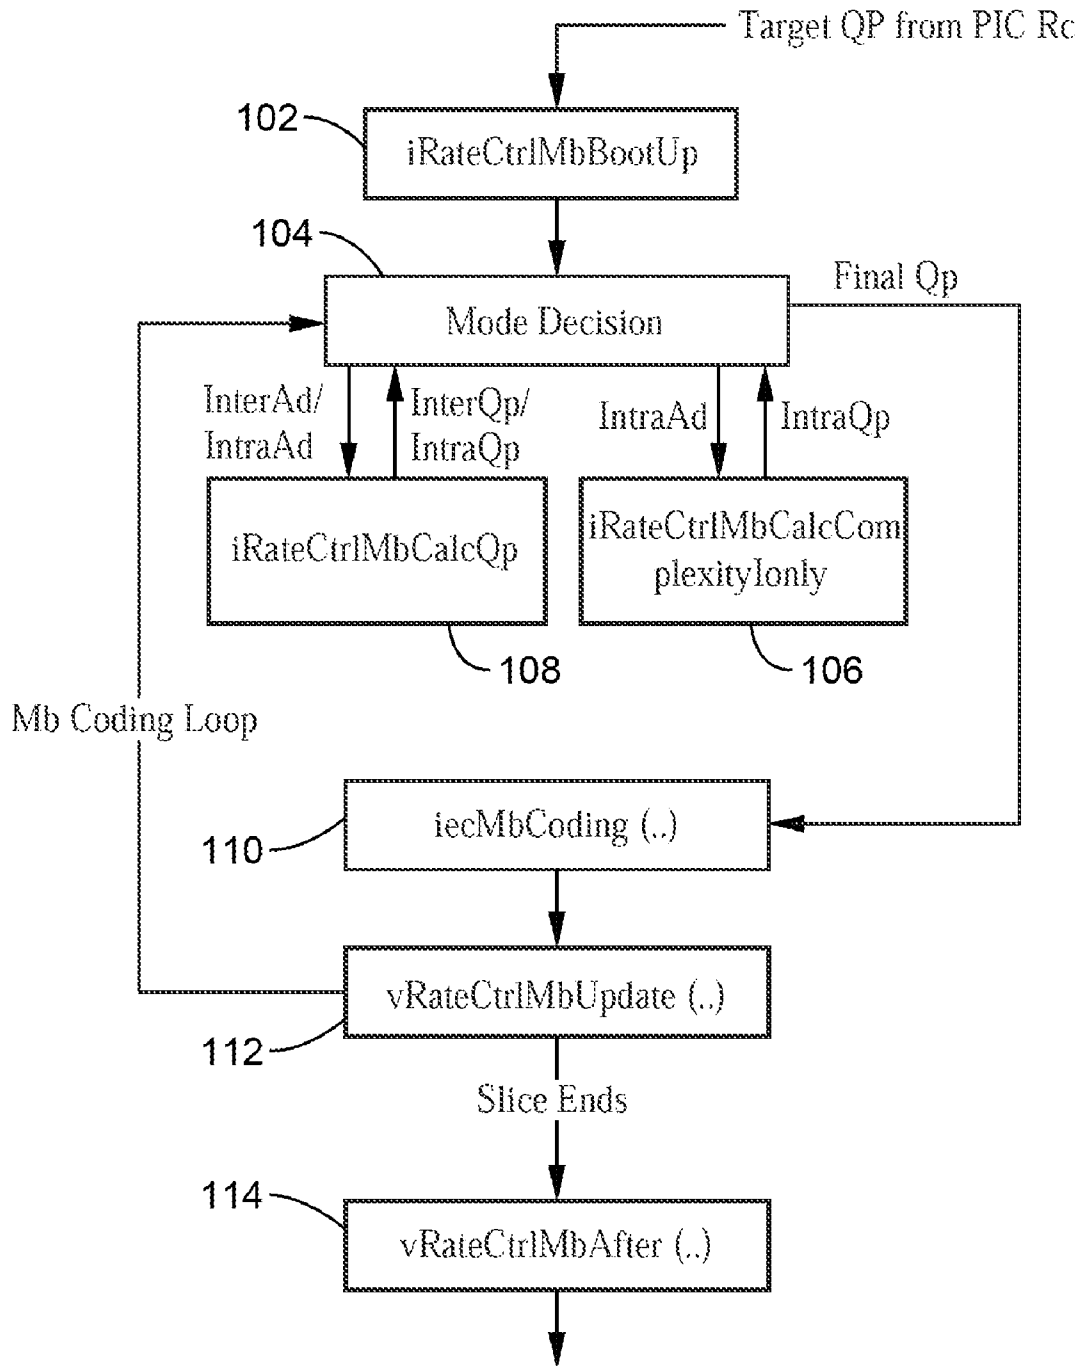 Target QP from PIC Rc
102
iRateCtrlMbBootUp
104
Final Qp
Mode Decision
InterAd/
IntraAd
InterQp/
IntraQp
IntraAd
IntraQp
iRateCtrlMbCalcQp
iRateCtrlMbCalcCom
plexityIonly
108
106
Mb Coding Loop
iecMbCoding (..)
110
vRateCtrlMbUpdate (..)
112
Slice Ends
114
vRateCtrlMbAfter (..)